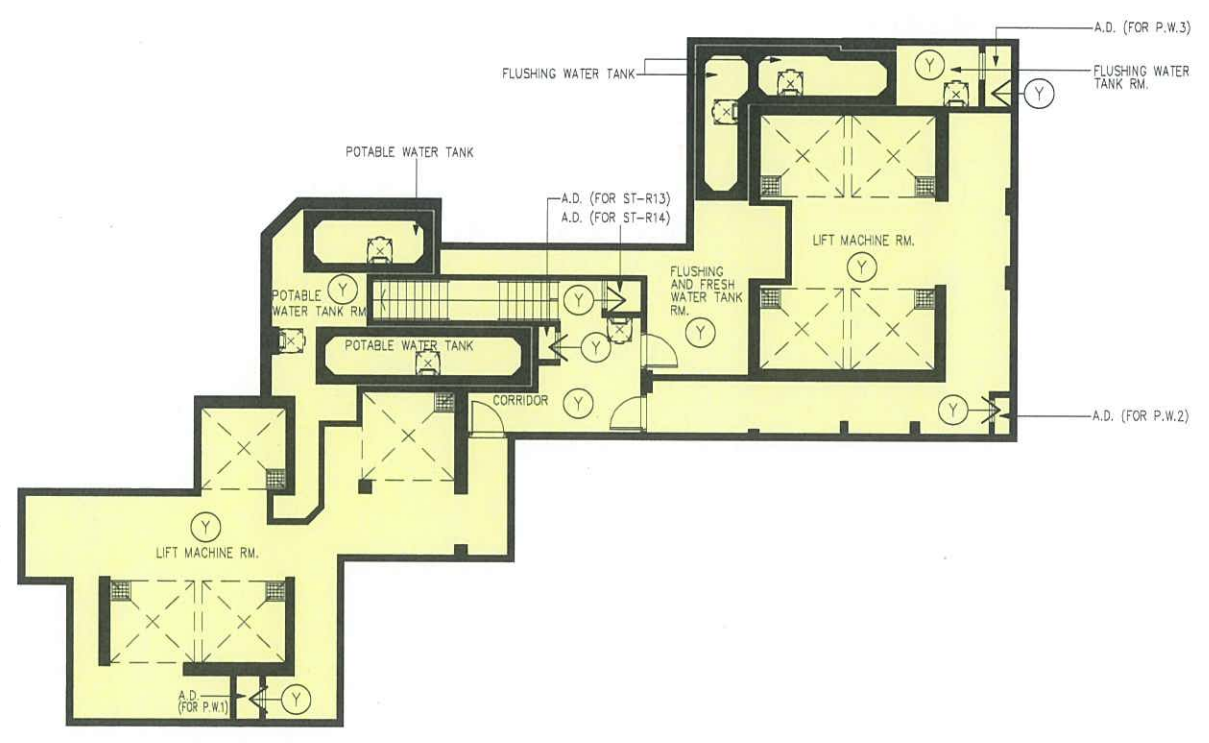 A.D. (FOR P.W.3)
FLUSHING WATER TANK
Y
FLUSHING WATER
TANK RM.
Y
POTABLE WATER TANK
A.D. (FOR ST-R13)
A.D. (FOR ST-R14)
LIFT MACHINE RM.
Y
FLUSHING
AND FRESH
WATER TANK
RM.
Y
POTABLE
WATER TANK RM
Y
Y
Y
POTABLE WATER TANK
CORRIDOR
Y
Y
A.D. (FOR P.W.2)
Y
LIFT MACHINE RM.
A.D.
(FOR P.W.1)
Y